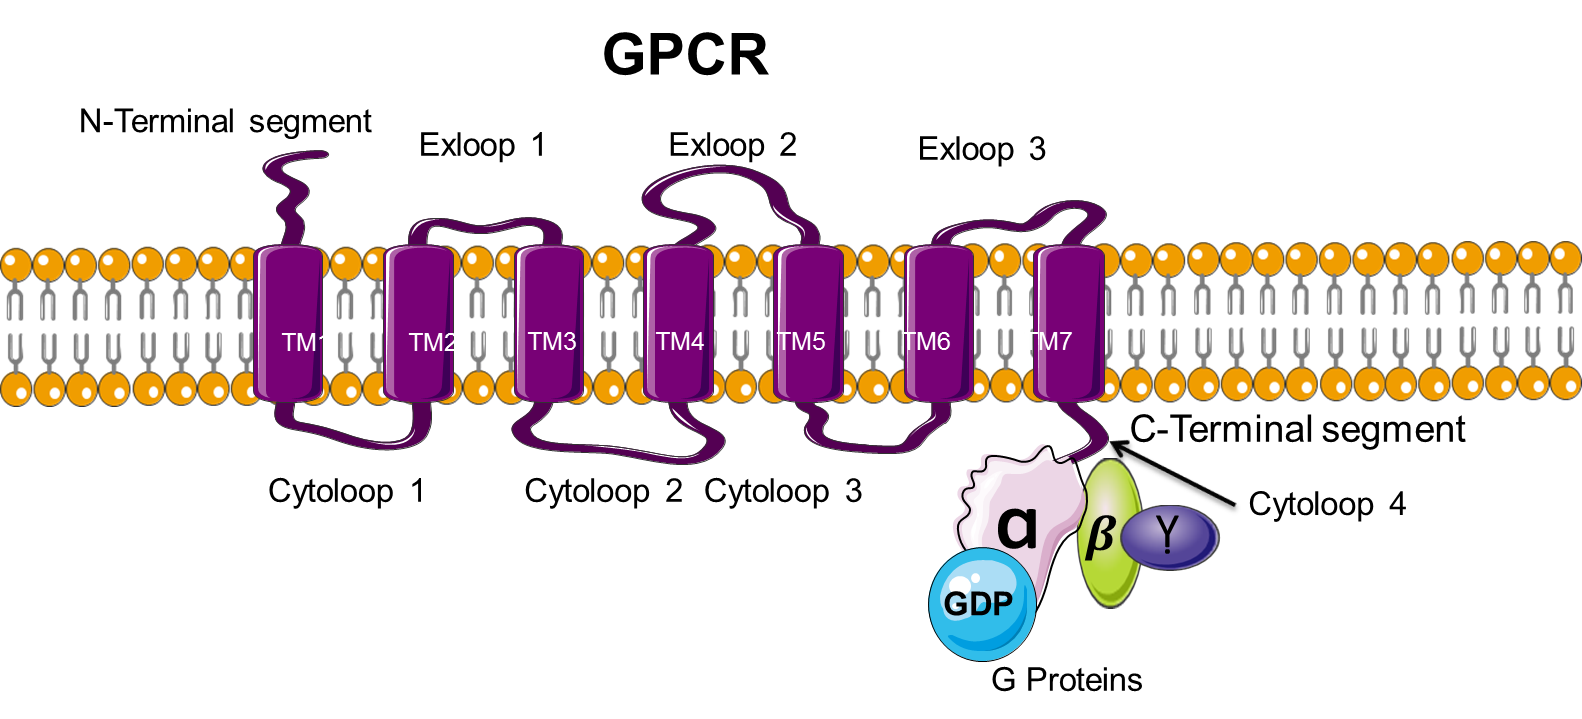 GPCR
N-Terminal segment
Exloop 1
Exloop 2
Exloop 3
TM1
TM2
TM3
TM4
TM5
TM6
TM7
C-Terminal segment
Cytoloop 1
Cytoloop 2
Cytoloop 3
Cytoloop 4
α
β
γ
GDP
G Proteins